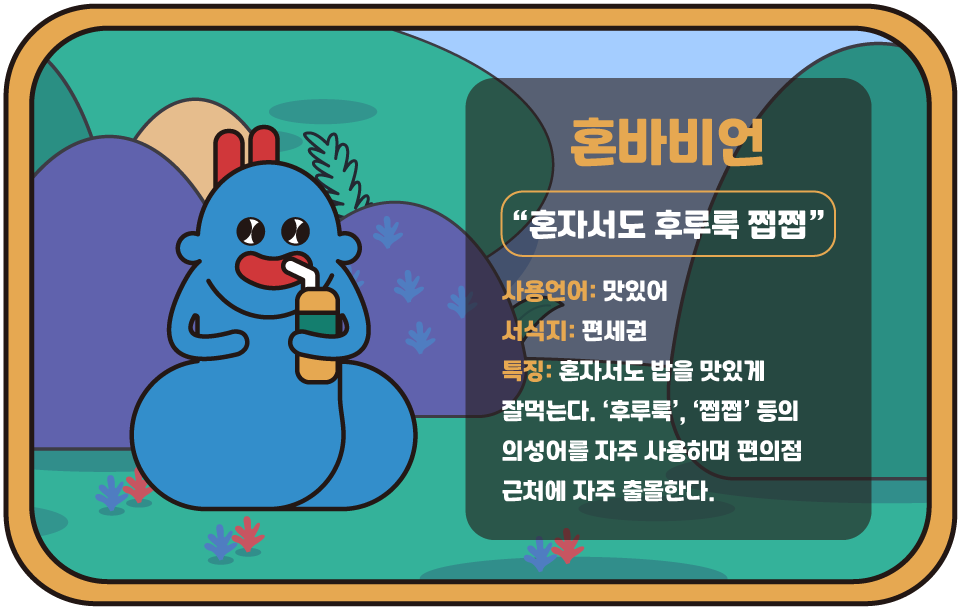 혼바비언
“혼자서도 후루룩 쩝쩝”
사용언어: 맛있어
서식지: 편세권
특징: 혼자서도 밥을 맛있게
잘먹는다. ‘후루룩’, ‘쩝쩝’ 등의
의성어를 자주 사용하며 편의점
근처에 자주 출몰한다.